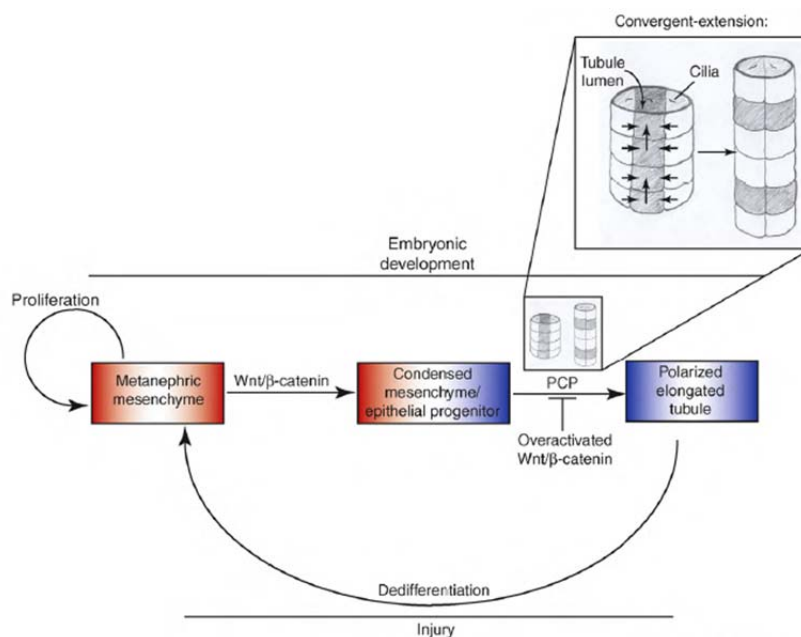 Convergent-extension:
Tubule
lumen
Cilia
Embryonic
development
Proliferation
Metanephric
mesenchyme
Wnt/β-catenin
Condensed
mesenchyme/
epithelial progenitor
PCP
Polarized
elongated
tubule
Overactivated
Wnt/β-catenin
Dedifferentiation
Injury